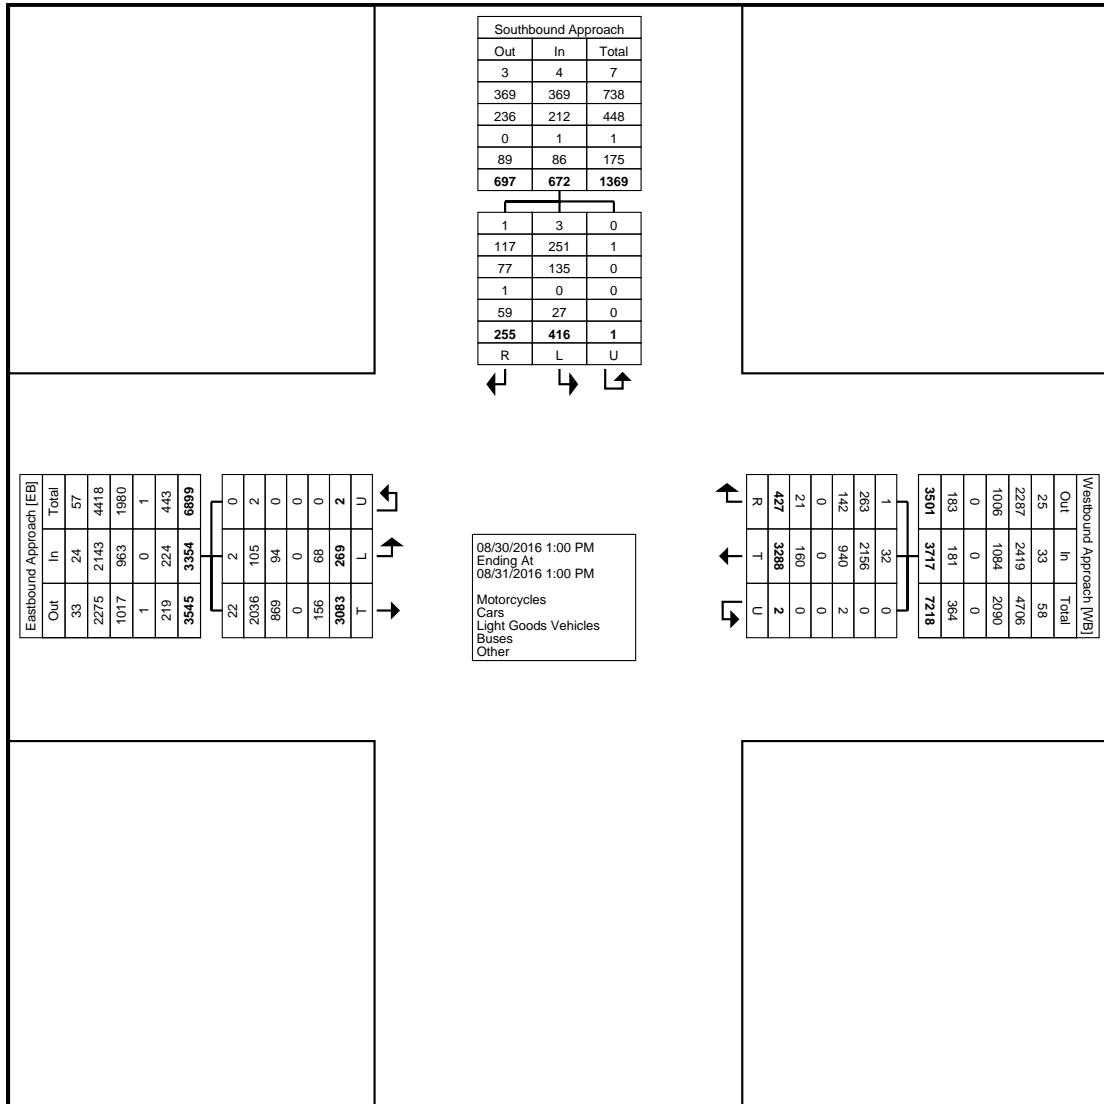 Southbound Approach
Out In Total
3 4 7
369 369 738
236 212 448
0 1 1
89 86 175
697 672 1369
1 3 0
117 251 1
77 135 0
1 0 0
59 27 0
255 416 1
R L U
Eastbound Approach [EB]
Total In Out
57 24 33
4418 2143 2275
1980 963 1017
1 0 1
443 224 219
6899 3354 3545
0 2 22
2 105 2036
0 94 869
0 0 0
0 68 156
2 269 3083
U L T
08/30/2016 1:00 PM
Ending At
08/31/2016 1:00 PM
Motorcycles
Cars
Light Goods Vehicles
Buses
Other
Westbound Approach [WB]
Out In Total
25 33 58
2287 2419 4706
1006 1084 2090
0 0 0
183 181 364
3501 3717 7218
1 32 0
263 2156 0
142 940 2
0 0 0
21 160 0
427 3288 2
R T U